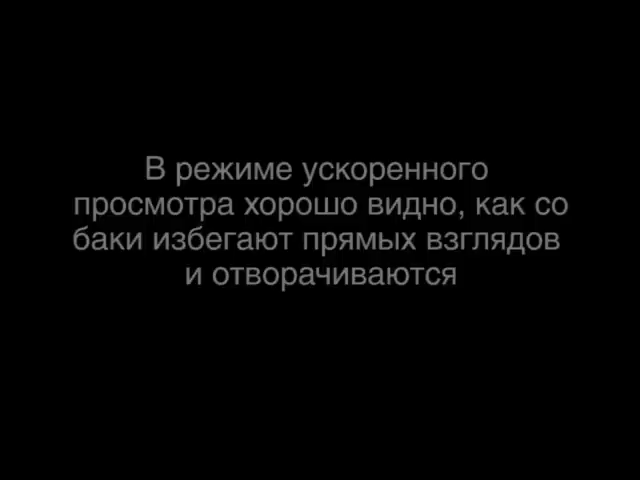 В режиме ускоренного
просмотра хорошо видно, как со
баки избегают прямых взглядов
и отворачиваются